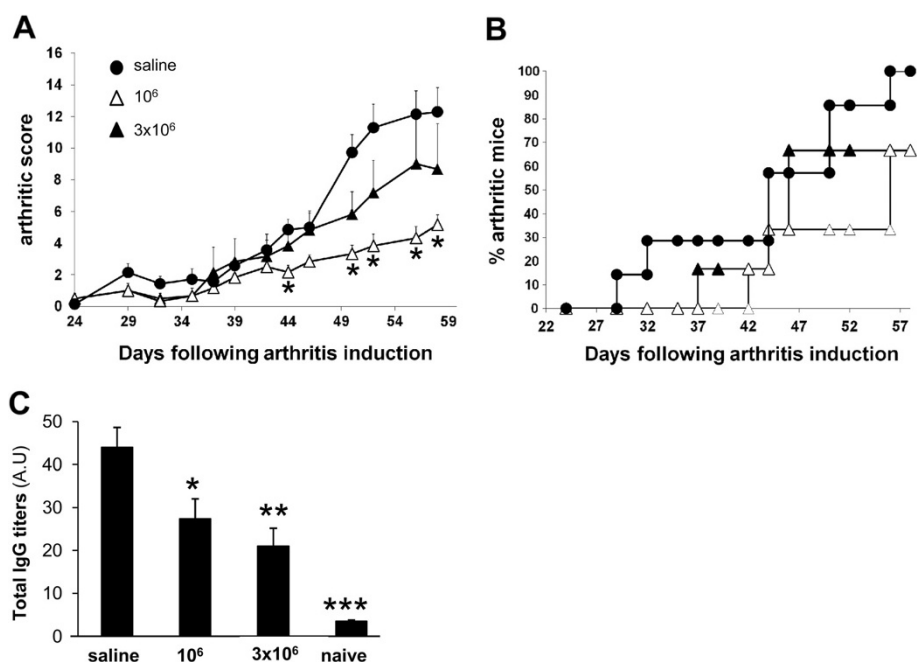 A
16
14
12
10
8
6
4
2
0
arthritic score
saline
10⁶
3x10⁶
* * * * *
24 29 34 39 44 49 54 59
Days following arthritis induction
B
100
90
80
70
60
50
40
30
20
10
0
% arthritic mice
22 27 32 37 42 47 52 57
Days following arthritis induction
C
50
40
30
20
10
0
Total IgG titers (A.U)
* ** ***
saline 10⁶ 3x10⁶ naive